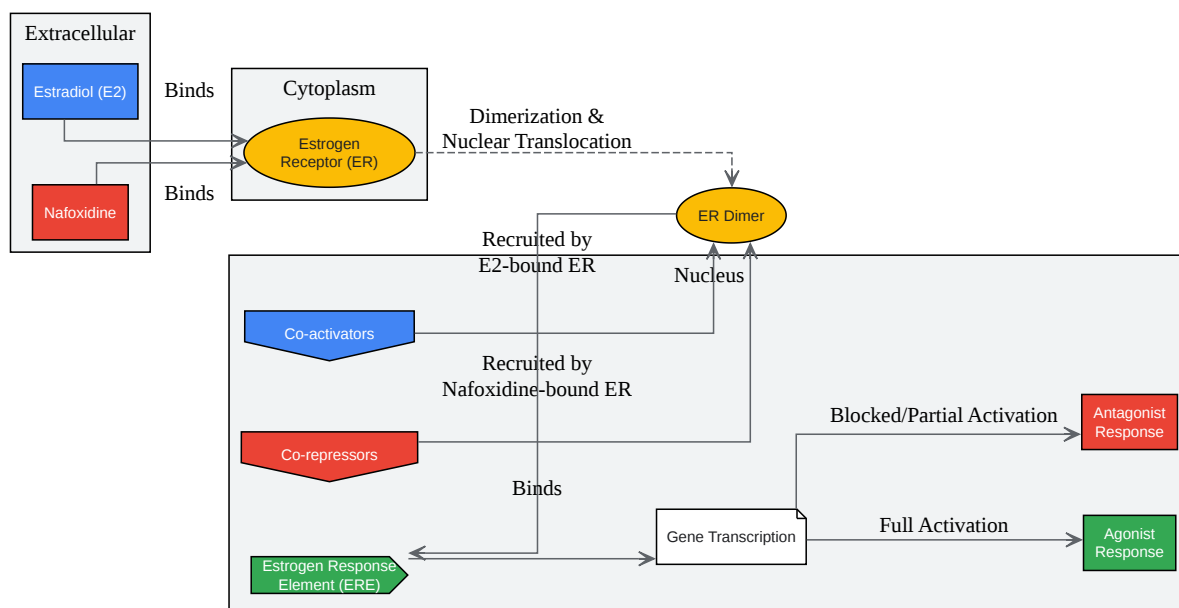 Extracellular
Estradiol (E2)
Binds
Cytoplasm
Estrogen
Receptor (ER)
Dimerization &
Nuclear Translocation
Nafoxidine
Binds
ER Dimer
Recruited by
E2-bound ER
Nucleus
Co-activators
Recruited by
Nafoxidine-bound ER
Blocked/Partial Activation
Antagonist
Response
Co-repressors
Binds
Gene Transcription
Full Activation
Agonist
Response
Estrogen Response
Element (ERE)